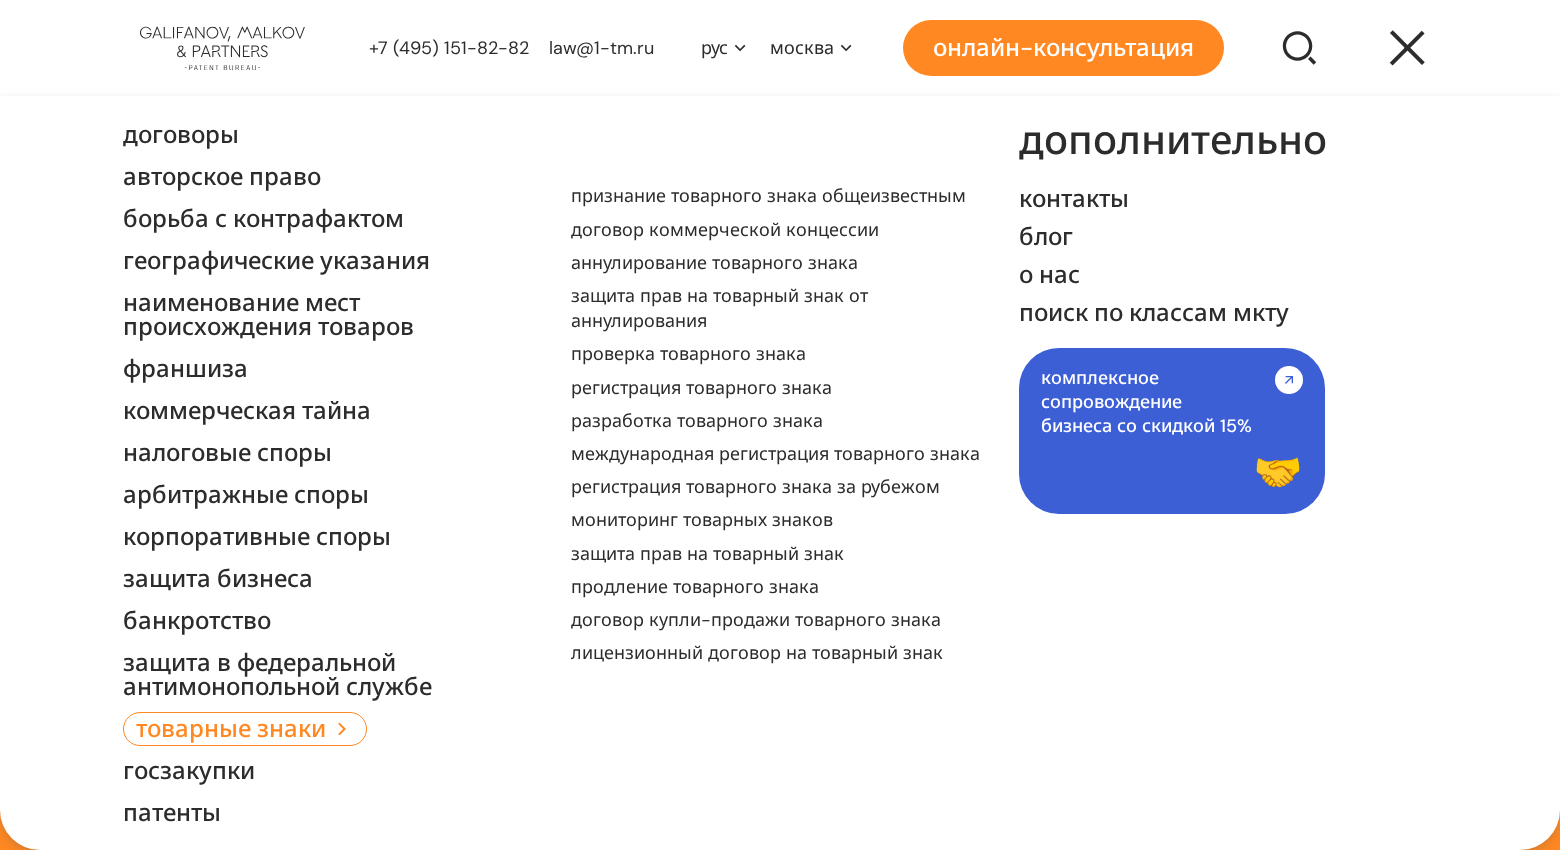 GALIFANOV, MALKOV
& PARTNERS
-PATENT BUREAU-
+7 (495) 151-82-82
law@1-tm.ru
рус
москва
онлайн-консультация
договоры
авторское право
борьба с контрафактом
географические указания
наименование мест
происхождения товаров
франшиза
коммерческая тайна
налоговые споры
арбитражные споры
корпоративные споры
защита бизнеса
банкротство
защита в федеральной
антимонопольной службе
товарные знаки
госзакупки
патенты
признание товарного знака общеизвестным
договор коммерческой концессии
аннулирование товарного знака
защита прав на товарный знак от
аннулирования
проверка товарного знака
регистрация товарного знака
разработка товарного знака
международная регистрация товарного знака
регистрация товарного знака за рубежом
мониторинг товарных знаков
защита прав на товарный знак
продление товарного знака
договор купли-продажи товарного знака
лицензионный договор на товарный знак
дополнительно
контакты
блог
о нас
поиск по классам мкту
комплексное
сопровождение
бизнеса со скидкой 15%